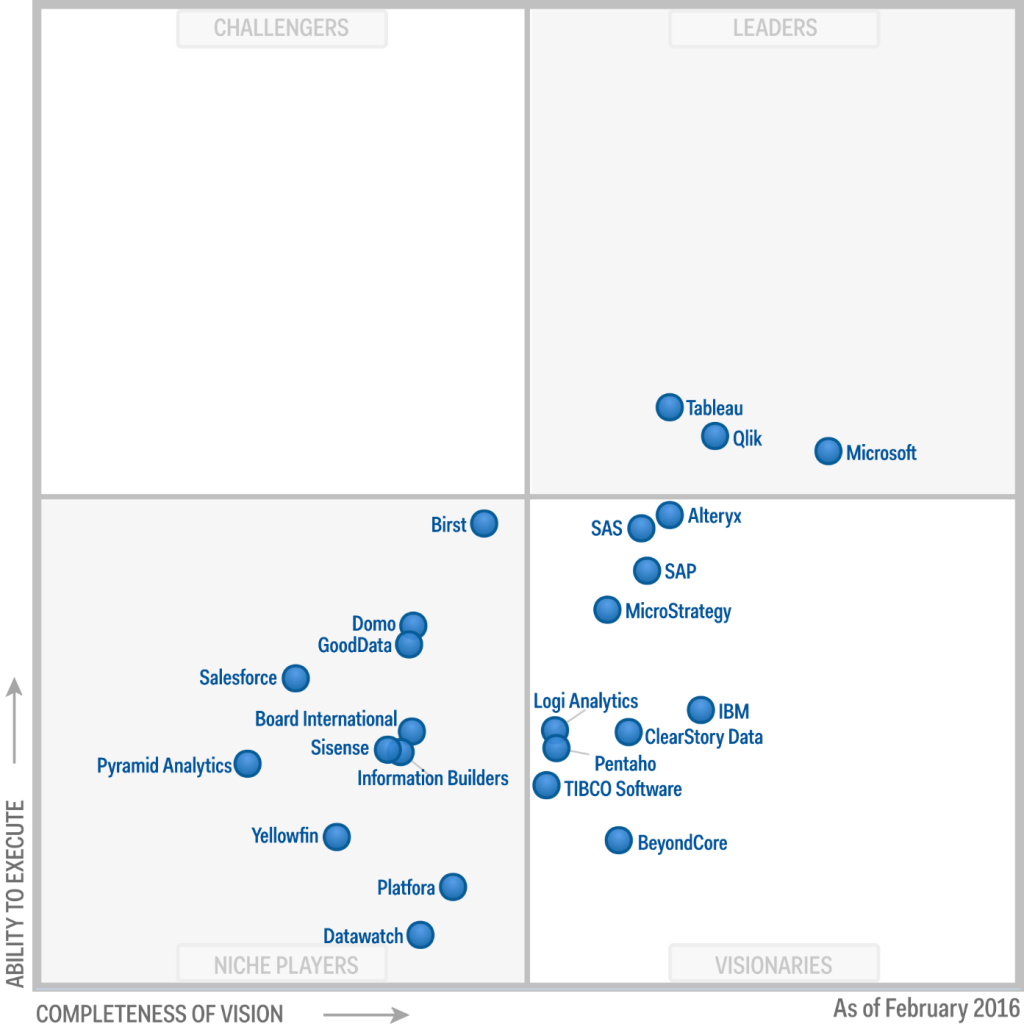 CHALLENGERS
LEADERS
Tableau
Qlik
Microsoft
Birst
Alteryx
SAS
SAP
MicroStrategy
Domo
GoodData
Salesforce
Logi Analytics
Board International
IBM
Sisense
ClearStory Data
Pyramid Analytics
Pentaho
Information Builders
TIBCO Software
Yellowfin
BeyondCore
Platfora
Datawatch
NICHE PLAYERS
VISIONARIES
ABILITY TO EXECUTE
COMPLETENESS OF VISION
As of February 2016